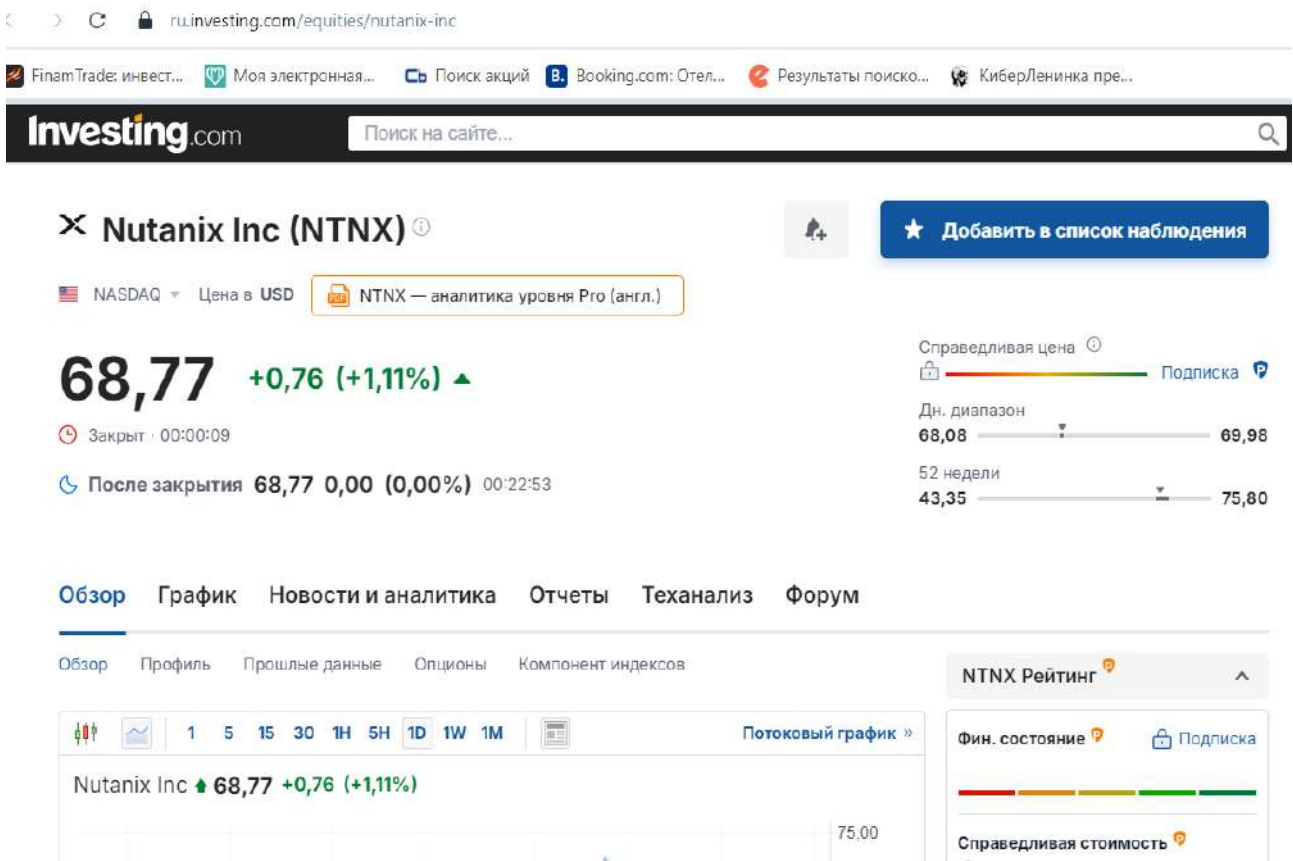 ru.investing.com/equities/nutanix-inc
FinamTrade: инвест... Моя электронная... Сь Поиск акций B. Booking.com: Отел... Результаты поиско... КиберЛенинка пре...
Investing.com Поиск на сайте...
Nutanix Inc (NTNX) Добавить в список наблюдения
NASDAQ Цена в USD PDF NTNX — аналитика уровня Pro (англ.)
68,77 +0,76 (+1,11%)
Закрыт · 00:00:09
После закрытия 68,77 0,00 (0,00%) 00:22:53
Справедливая цена
Подписка
Дн. диапазон
68,08 69,98
52 недели
43,35 75,80
Обзор График Новости и аналитика Отчеты Теханализ Форум
Обзор Профиль Прошлые данные Опционы Компонент индексов
1 5 15 30 1H 5H 1D 1W 1M Потоковый график »
Nutanix Inc 68,77 +0,76 (+1,11%)
75,00
NTNX Рейтинг
Фин. состояние Подписка
Справедливая стоимость